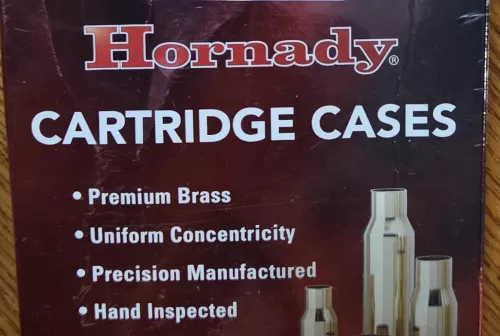 Hornady®
CARTRIDGE CASES
• Premium Brass
• Uniform Concentricity
• Precision Manufactured
• Hand Inspected